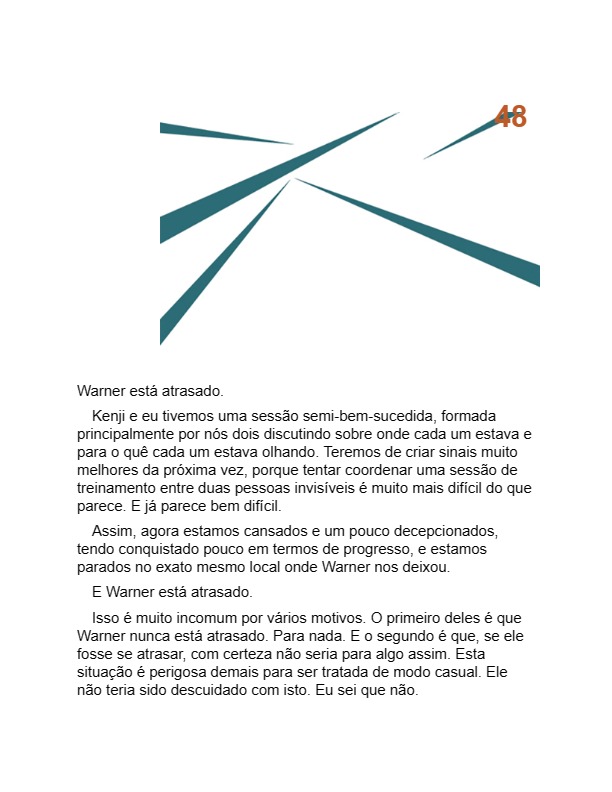 48
Warner está atrasado.
Kenji e eu tivemos uma sessão semi-bem-sucedida, formada
principalmente por nós dois discutindo sobre onde cada um estava e
para o quê cada um estava olhando. Teremos de criar sinais muito
melhores da próxima vez, porque tentar coordenar uma sessão de
treinamento entre duas pessoas invisíveis é muito mais difícil do que
parece. E já parece bem difícil.
Assim, agora estamos cansados e um pouco decepcionados,
tendo conquistado pouco em termos de progresso, e estamos
parados no exato mesmo local onde Warner nos deixou.
E Warner está atrasado.
Isso é muito incomum por vários motivos. O primeiro deles é que
Warner nunca está atrasado. Para nada. E o segundo é que, se ele
fosse se atrasar, com certeza não seria para algo assim. Esta
situação é perigosa demais para ser tratada de modo casual. Ele
não teria sido descuidado com isto. Eu sei que não.